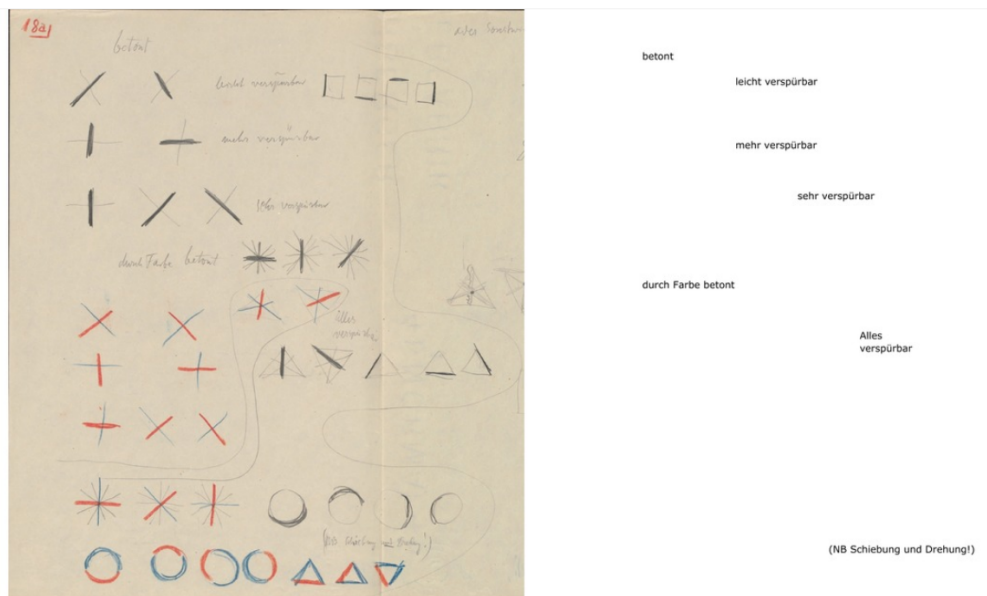 18a)
betont
leicht verspürbar
mehr verspürbar
sehr verspürbar
durch Farbe betont
Alles
verspürbar
(NB Schiebung und Drehung!)
betont
leicht verspürbar
mehr verspürbar
sehr verspürbar
durch Farbe betont
Alles
verspürbar
(NB Schiebung und Drehung!)